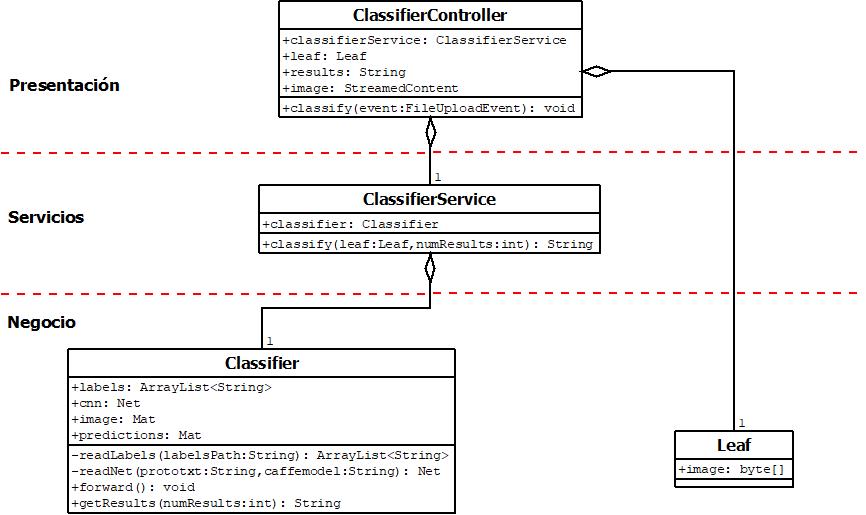 ClassifierController
+classifierService: ClassifierService
+leaf: Leaf
+results: String
+image: StreamedContent
+classify(event:FileUploadEvent): void
Presentación
1
ClassifierService
+classifier: Classifier
+classify(leaf:Leaf,numResults:int): String
Servicios
Negocio
1
Classifier
+labels: ArrayList<String>
+cnn: Net
+image: Mat
+predictions: Mat
-readLabels(labelsPath:String): ArrayList<String>
-readNet(prototxt:String,caffemodel:String): Net
+forward(): void
+getResults(numResults:int): String
1
Leaf
+image: byte[]